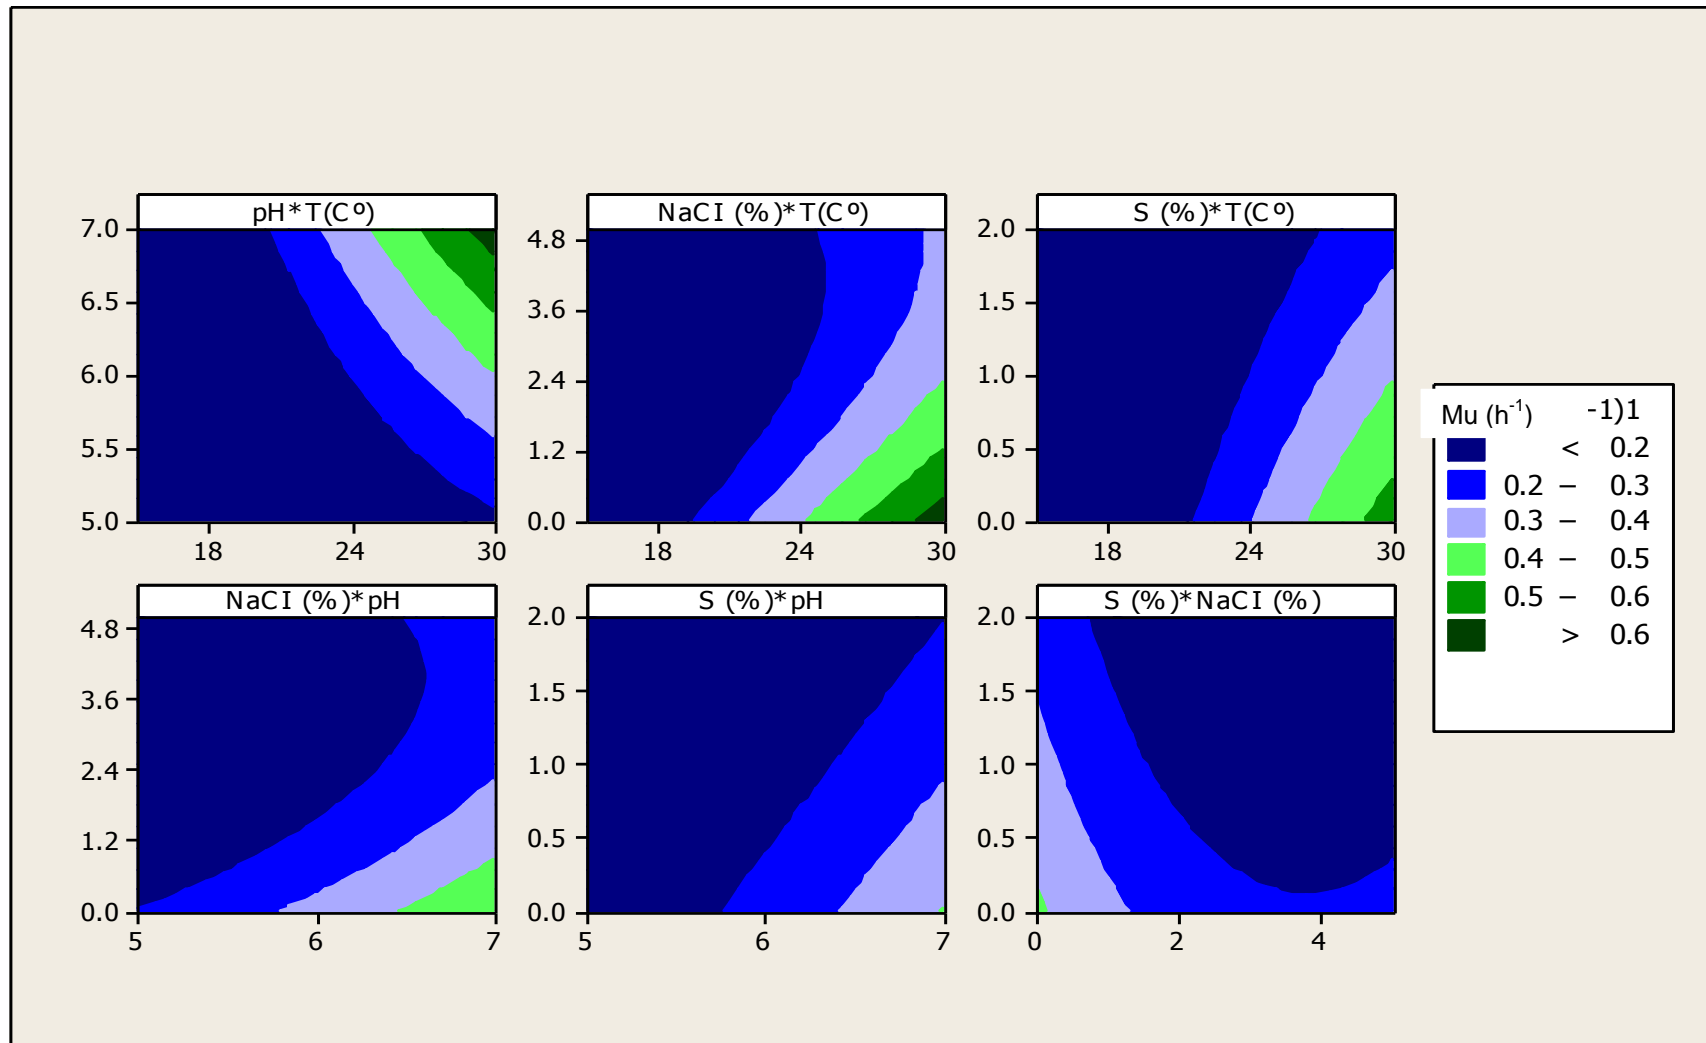 pH*T(Cº)
7.0
6.5
6.0
5.5
5.0
18 24 30
NaCI (%)*T(Cº)
4.8
3.6
2.4
1.2
0.0
18 24 30
S (%)*T(Cº)
2.0
1.5
1.0
0.5
0.0
18 24 30
NaCI (%)*pH
4.8
3.6
2.4
1.2
0.0
5 6 7
S (%)*pH
2.0
1.5
1.0
0.5
0.0
5 6 7
S (%)*NaCI (%)
2.0
1.5
1.0
0.5
0.0
0 2 4
Mu (h⁻¹) -1)1
< 0.2
0.2 – 0.3
0.3 – 0.4
0.4 – 0.5
0.5 – 0.6
> 0.6